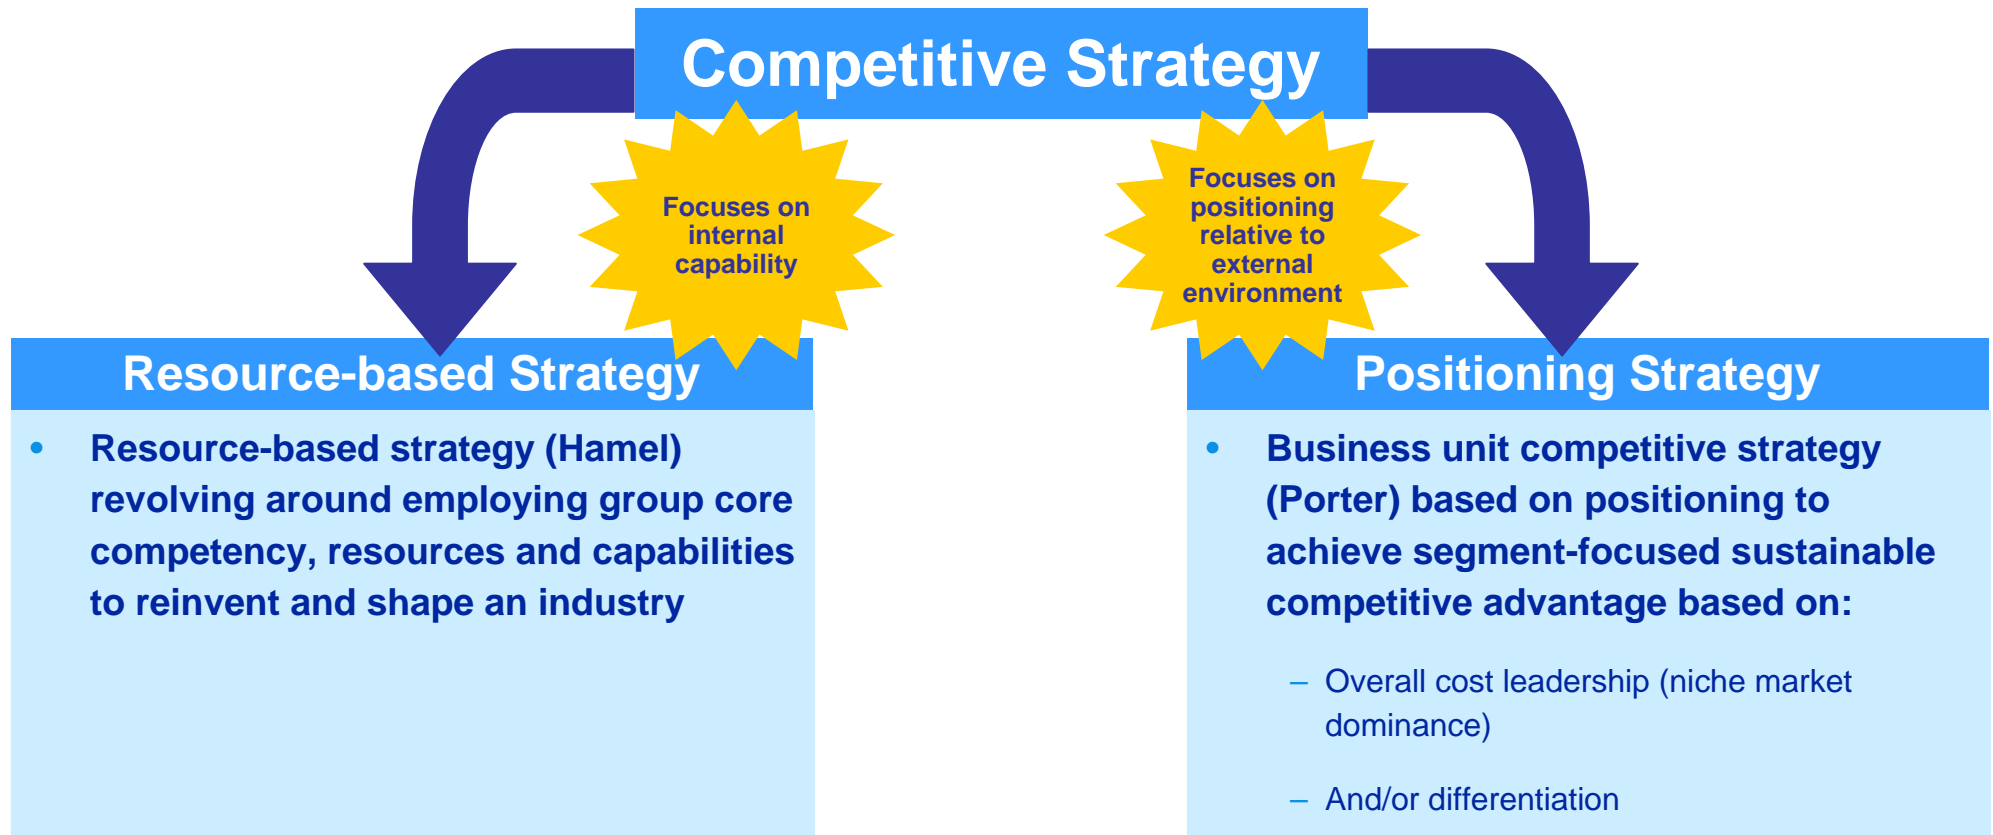 Competitive Strategy
Focuses on
internal
capability
Focuses on
positioning
relative to
external
environment
Resource-based Strategy
• Resource-based strategy (Hamel)
revolving around employing group core
competency, resources and capabilities
to reinvent and shape an industry
Positioning Strategy
• Business unit competitive strategy
(Porter) based on positioning to
achieve segment-focused sustainable
competitive advantage based on:
– Overall cost leadership (niche market
dominance)
– And/or differentiation